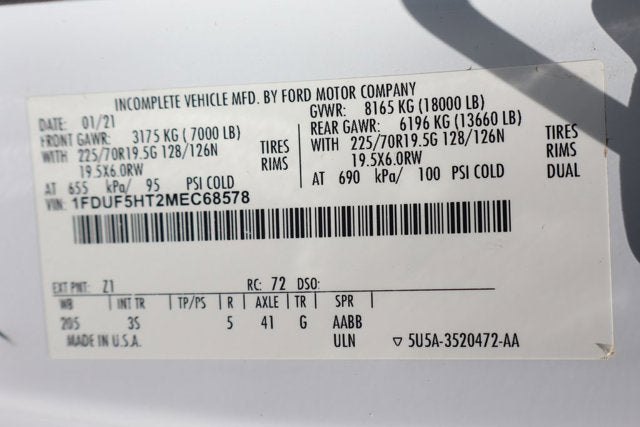 INCOMPLETE VEHICLE MFD. BY FORD MOTOR COMPANY
DATE: 01/21 GVWR: 8165 KG (18000 LB)
FRONT GAWR: 3175 KG (7000 LB) REAR GAWR: 6196 KG (13660 LB)
WITH 225/70R19.5G 128/126N TIRES WITH 225/70R19.5G 128/126N TIRES
19.5X6.0RW RIMS 19.5X6.0RW RIMS
AT 655 kPa/ 95 PSI COLD AT 690 kPa/ 100 PSI COLD DUAL
VIN: 1FDUF5HT2MEC68578
EXT PNT: Z1 RC: 72 DSO:
WB | INT TR | TP/PS | R | AXLE | TR | SPR |
205 3S 5 41 G AABB
MADE IN U.S.A. ULN ▽ 5U5A-3520472-AA